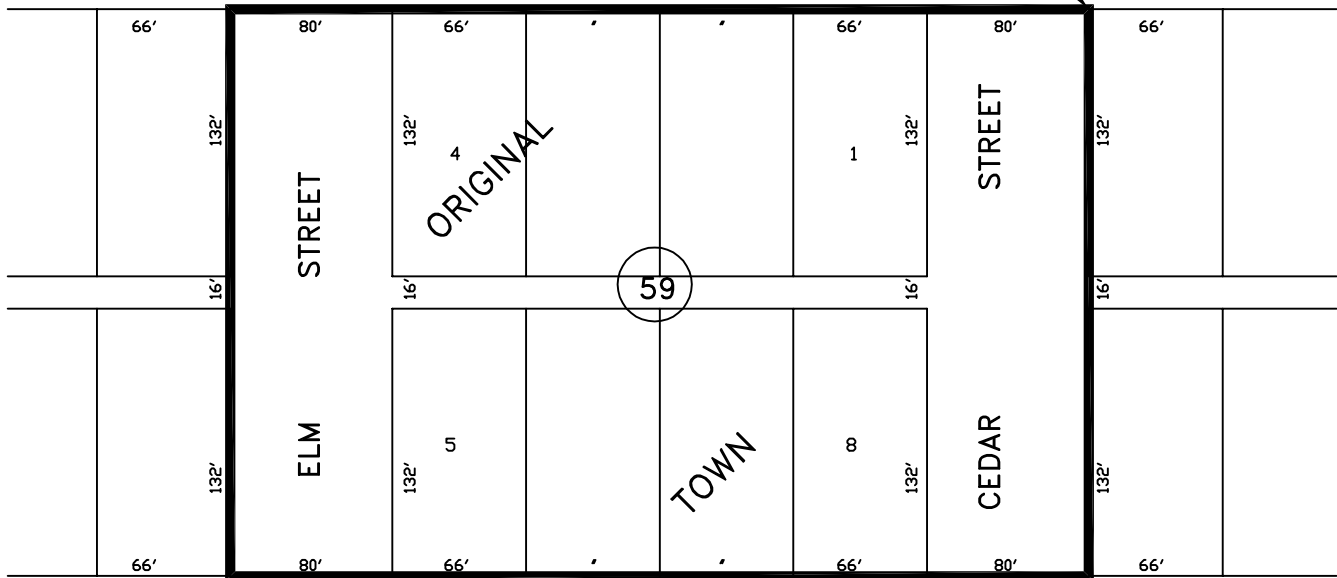 66' 80' 66' ' ' 66' 80' 66'
132' 132' 132' 132'
4 1
ORIGINAL
ELM STREET
CEDAR STREET
16' 16' 59 16' 16'
5 8
TOWN
132' 132' 132' 132'
66' 80' 66' ' ' 66' 80' 66'